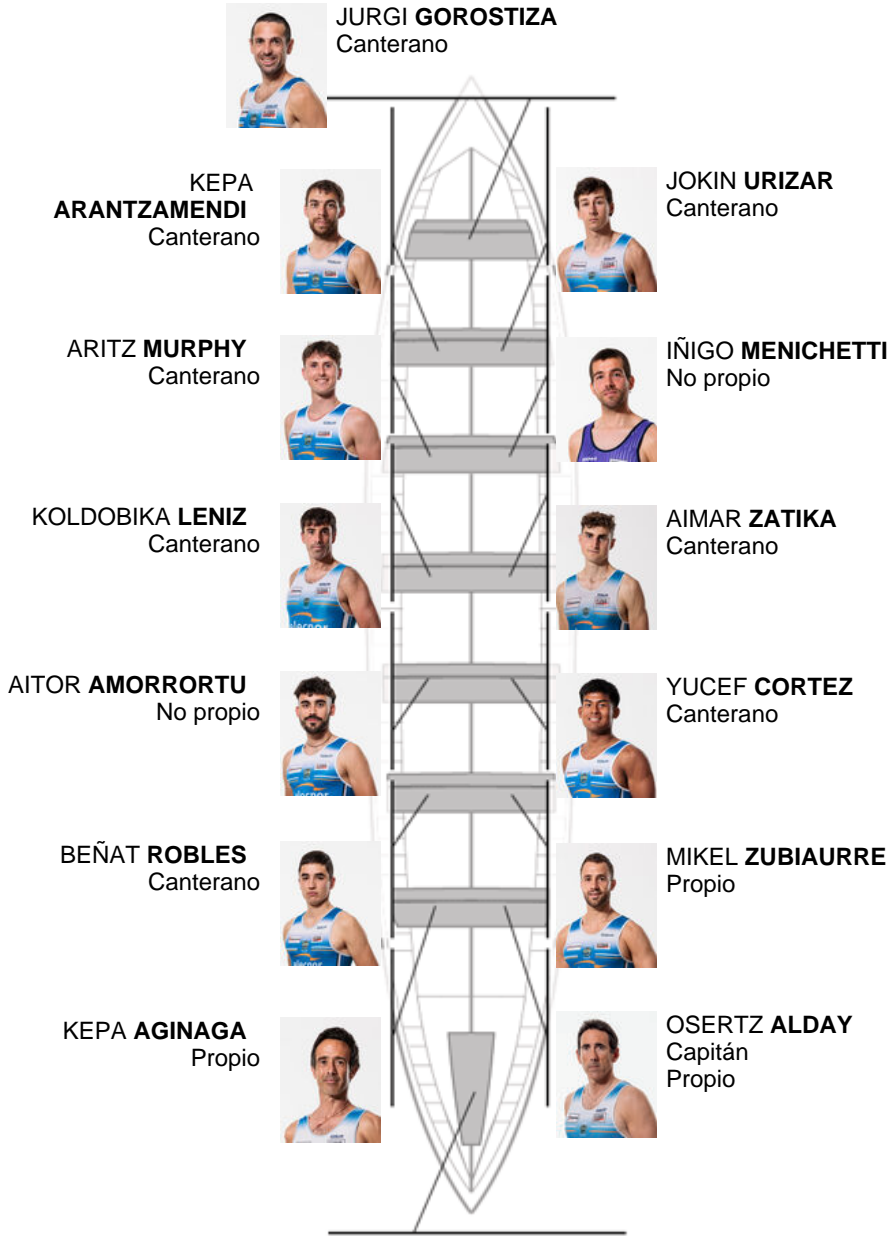 JURGI GOROSTIZA
Canterano
KEPA
ARANTZAMENDI
Canterano
JOKIN URIZAR
Canterano
ARITZ MURPHY
Canterano
IÑIGO MENICHETTI
No propio
KOLDOBIKA LENIZ
Canterano
AIMAR ZATIKA
Canterano
AITOR AMORRORTU
No propio
YUCEF CORTEZ
Canterano
BEÑAT ROBLES
Canterano
MIKEL ZUBIAURRE
Propio
KEPA AGINAGA
Propio
OSERTZ ALDAY
Capitán
Propio